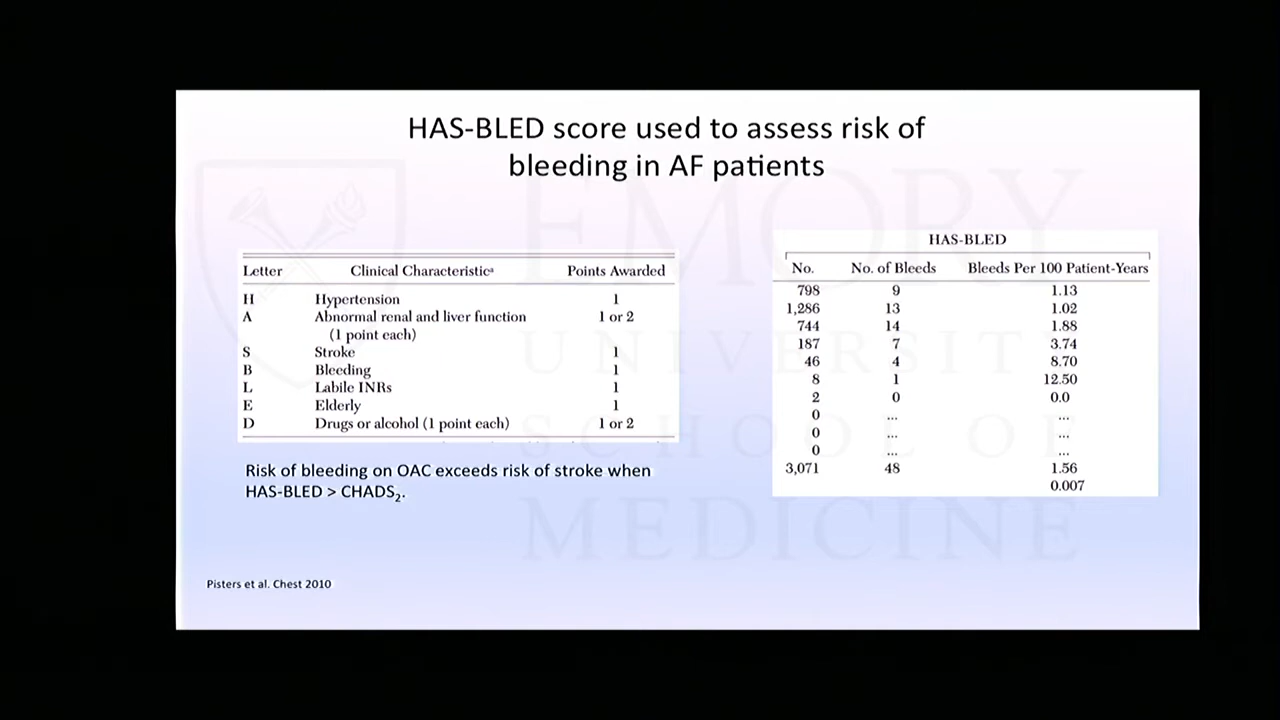 HAS-BLED score used to assess risk of
bleeding in AF patients
Letter Clinical Characteristicᵃ Points Awarded
H Hypertension 1
A Abnormal renal and liver function 1 or 2
(1 point each)
S Stroke 1
B Bleeding 1
L Labile INRs 1
E Elderly 1
D Drugs or alcohol (1 point each) 1 or 2
Risk of bleeding on OAC exceeds risk of stroke when
HAS-BLED > CHADS₂.
HAS-BLED
No. No. of Bleeds Bleeds Per 100 Patient-Years
798 9 1.13
1,286 13 1.02
744 14 1.88
187 7 3.74
46 4 8.70
8 1 12.50
2 0 0.0
0 ... ...
0 ... ...
0 ... ...
3,071 48 1.56
0.007
Pisters et al. Chest 2010
EMORY
UNIVERSITY
SCHOOL OF
MEDICINE